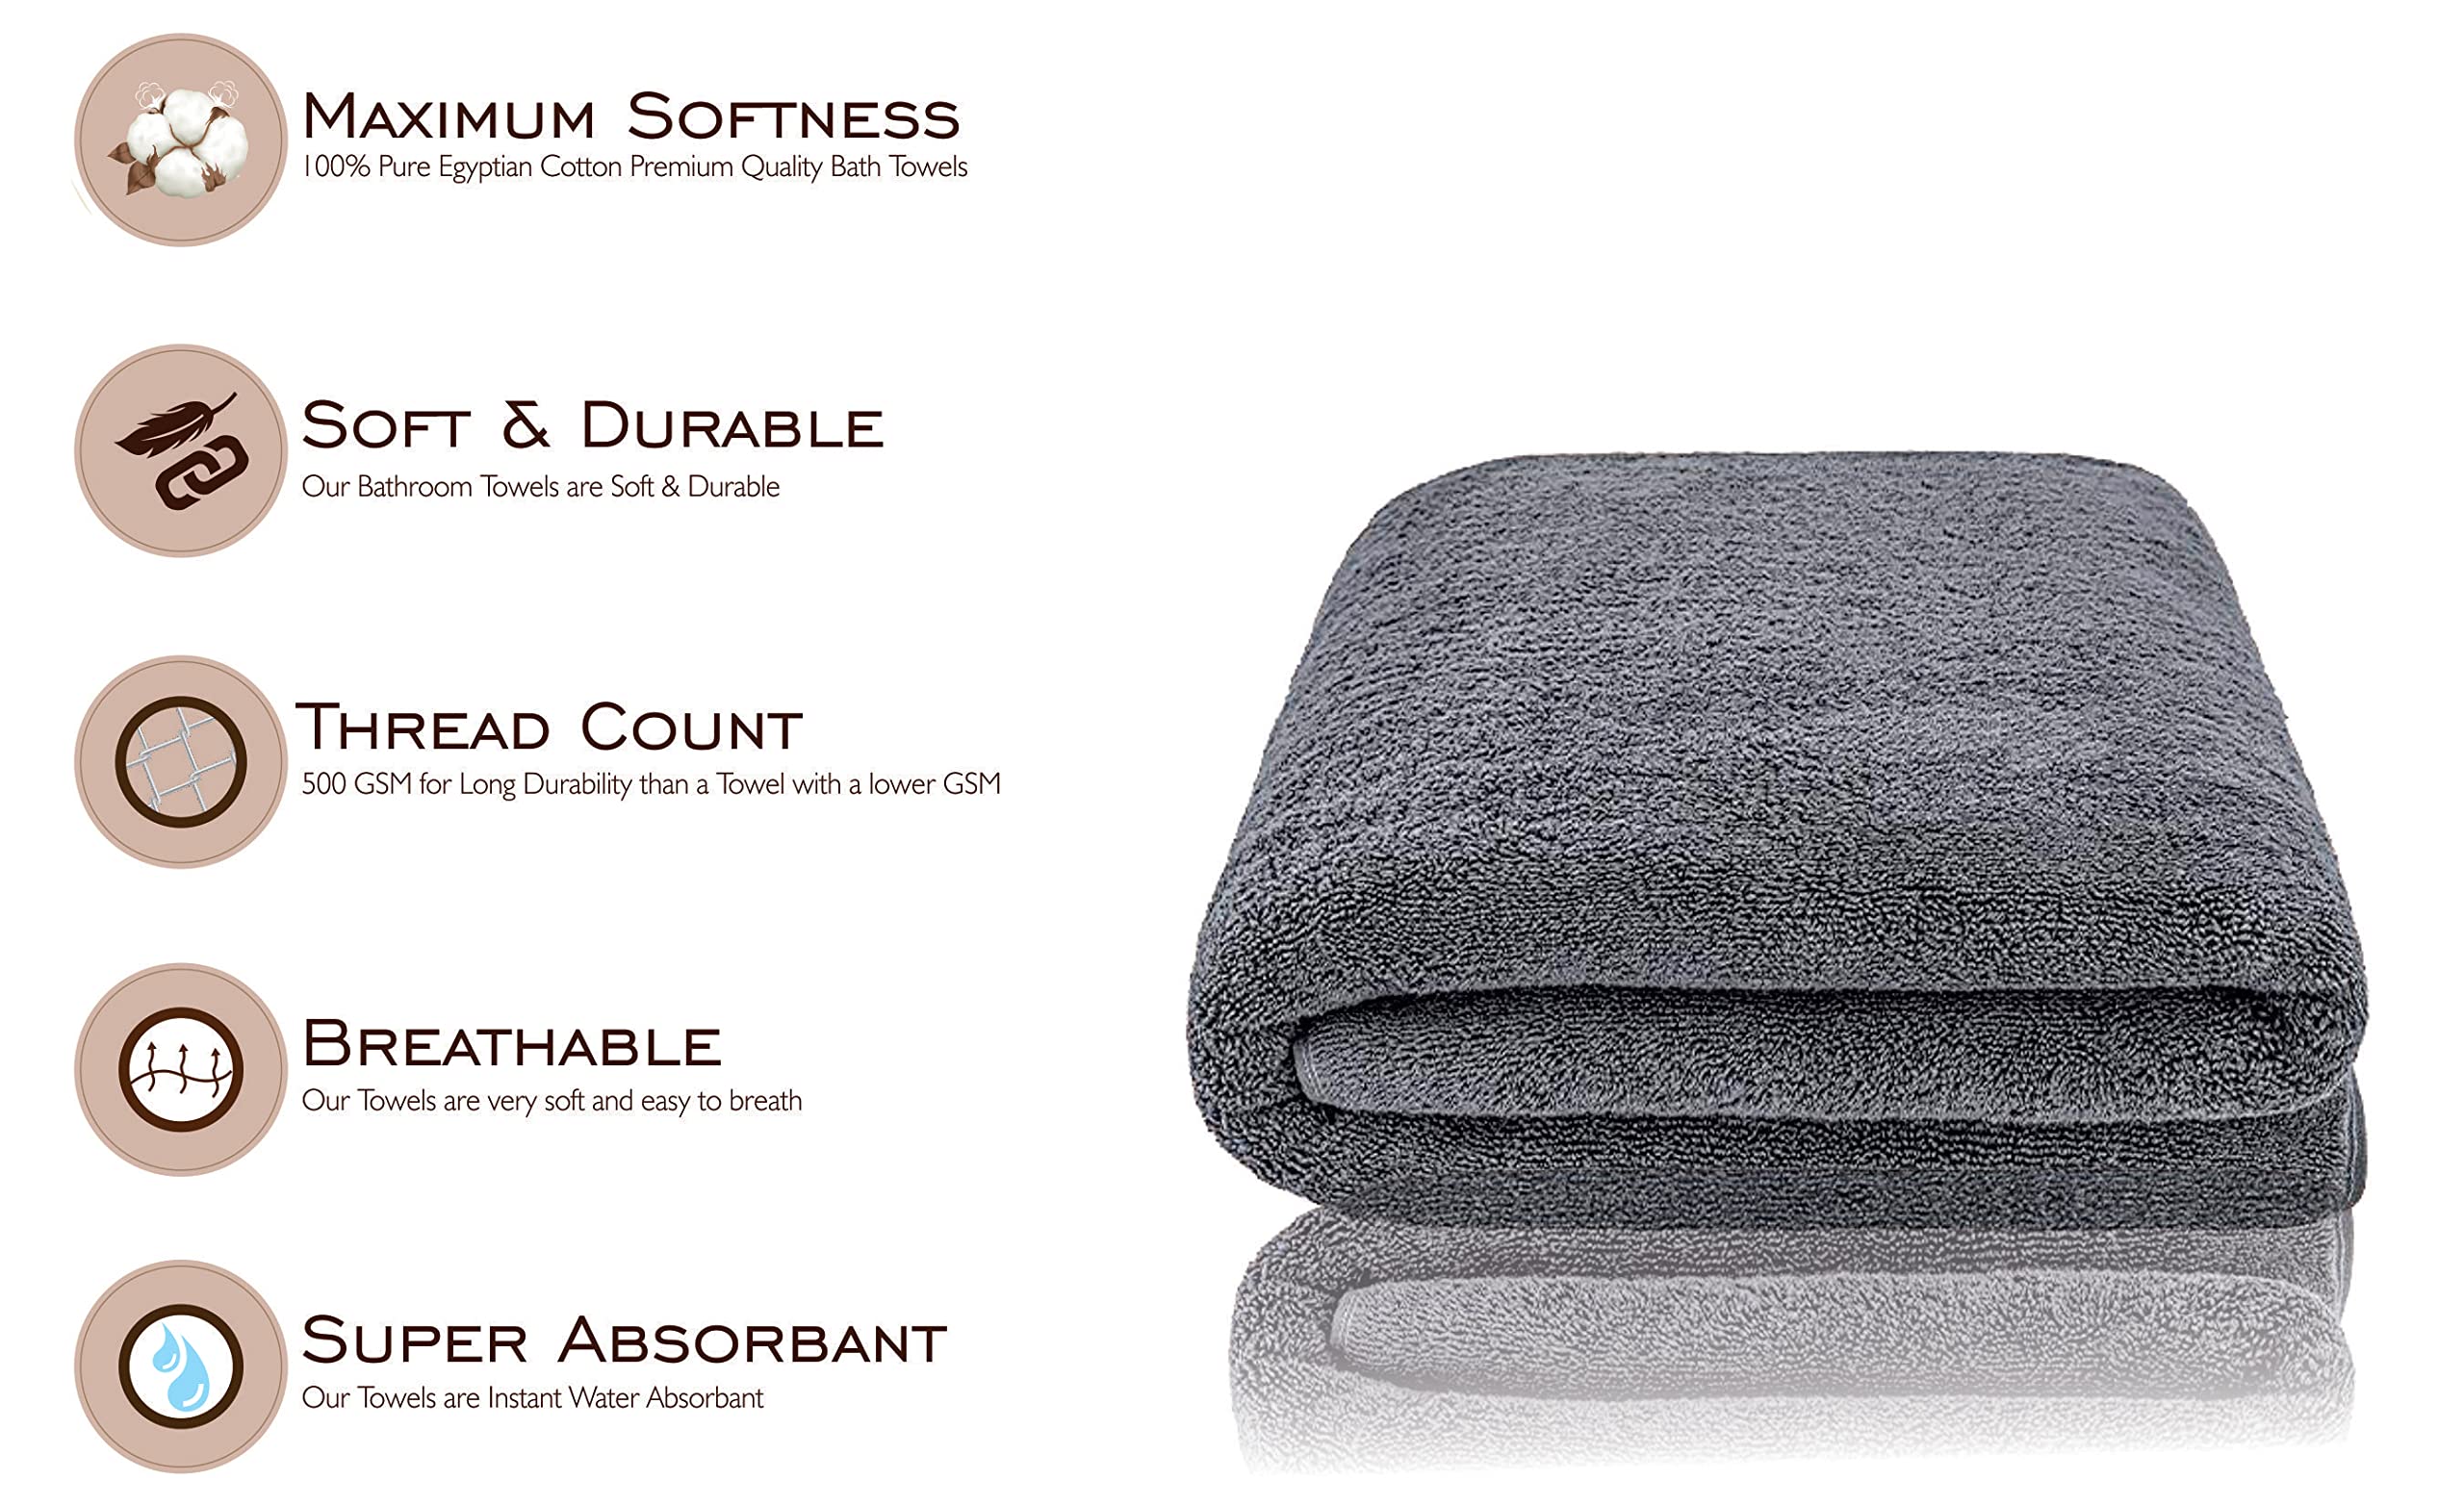 Maximum Softness
100% Pure Egyptian Cotton Premium Quality Bath Towels
Soft & Durable
Our Bathroom Towels are Soft & Durable
Thread Count
500 GSM for Long Durability than a Towel with a lower GSM
Breathable
Our Towels are very soft and easy to breath
Super Absorbant
Our Towels are Instant Water Absorbant